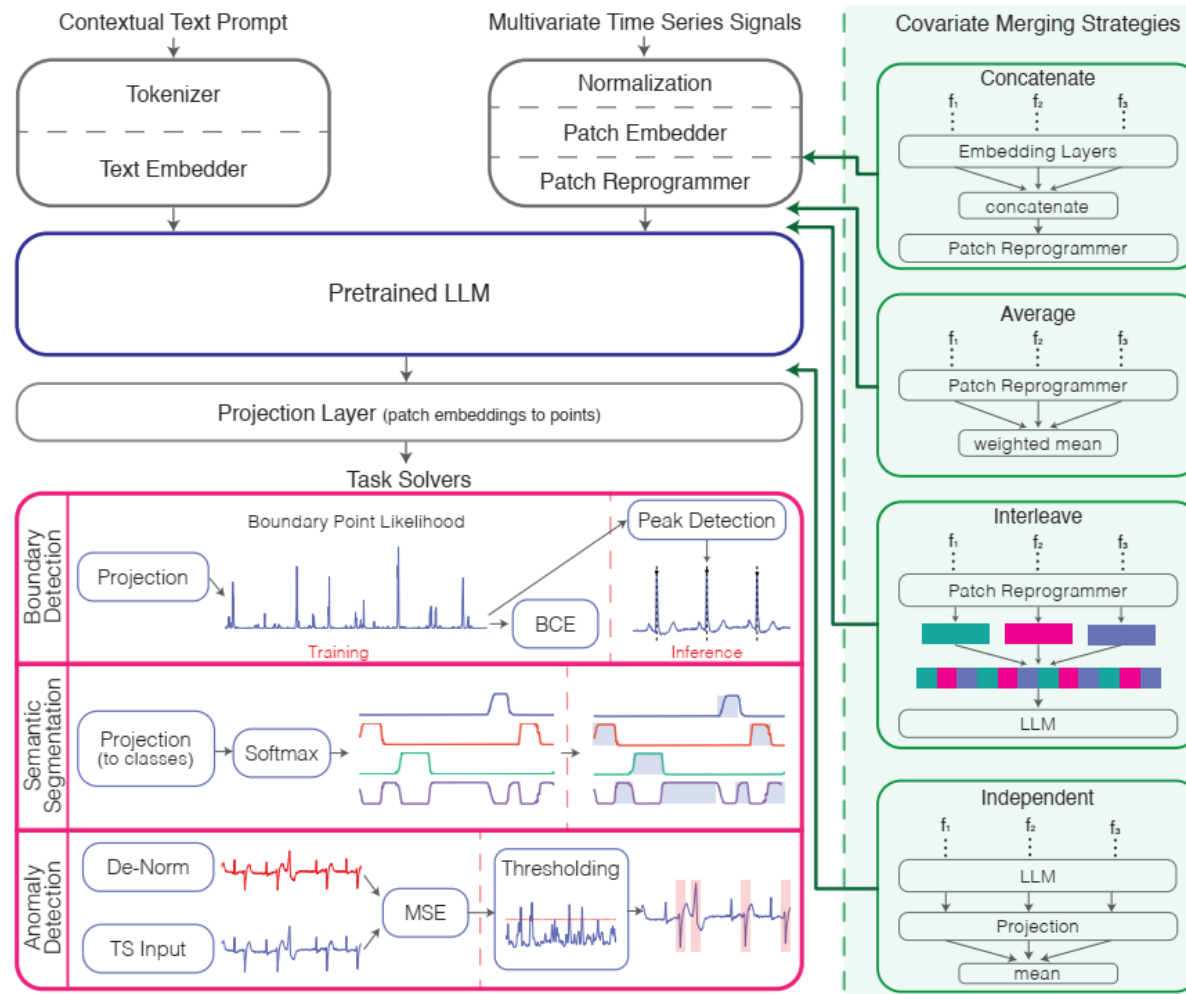 Contextual Text Prompt
Tokenizer
Text Embedder
Multivariate Time Series Signals
Normalization
Patch Embedder
Patch Reprogrammer
Pretrained LLM
Projection Layer (patch embeddings to points)
Task Solvers
Boundary
Detection
Projection
Boundary Point Likelihood
BCE
Training
Peak Detection
Inference
Semantic
Segmentation
Projection
(to classes)
Softmax
Anomaly
Detection
De-Norm
TS Input
MSE
Thresholding
Covariate Merging Strategies
Concatenate
f₁ f₂ f₃
Embedding Layers
concatenate
Patch Reprogrammer
Average
f₁ f₂ f₃
Patch Reprogrammer
weighted mean
Interleave
f₁ f₂ f₃
Patch Reprogrammer
LLM
Independent
f₁ f₂ f₃
LLM
Projection
mean